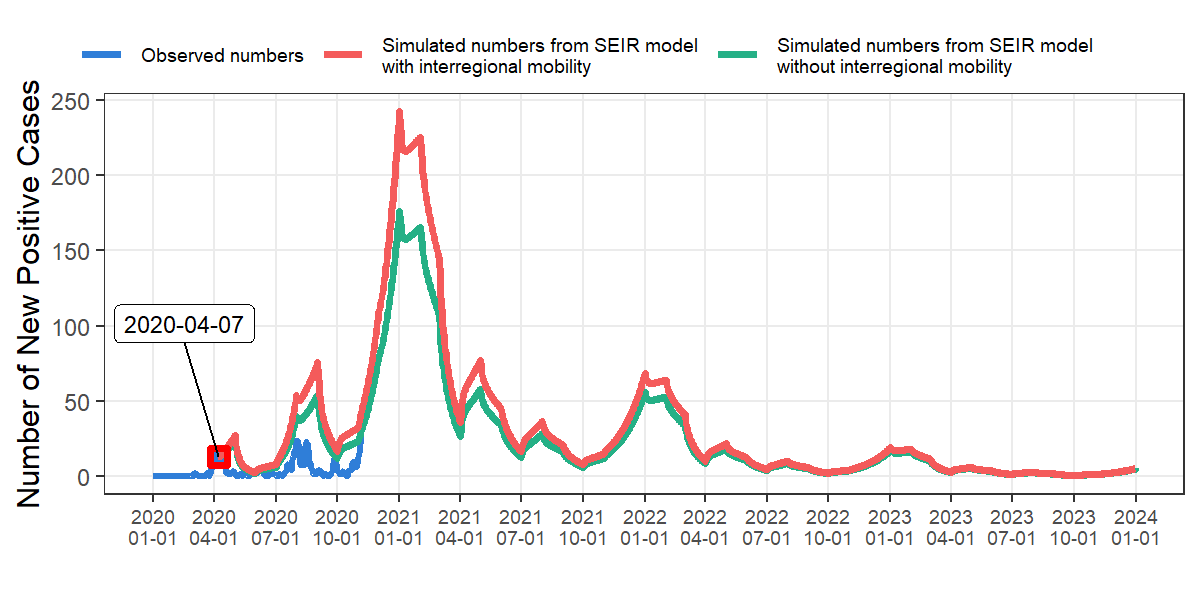 Observed numbers
Simulated numbers from SEIR model
with interregional mobility
Simulated numbers from SEIR model
without interregional mobility
Number of New Positive Cases
250
200
150
100
50
0
2020-04-07
2020 2020 2020 2020 2021 2021 2021 2021 2022 2022 2022 2022 2023 2023 2023 2023 2024
01-01 04-01 07-01 10-01 01-01 04-01 07-01 10-01 01-01 04-01 07-01 10-01 01-01 04-01 07-01 10-01 01-01